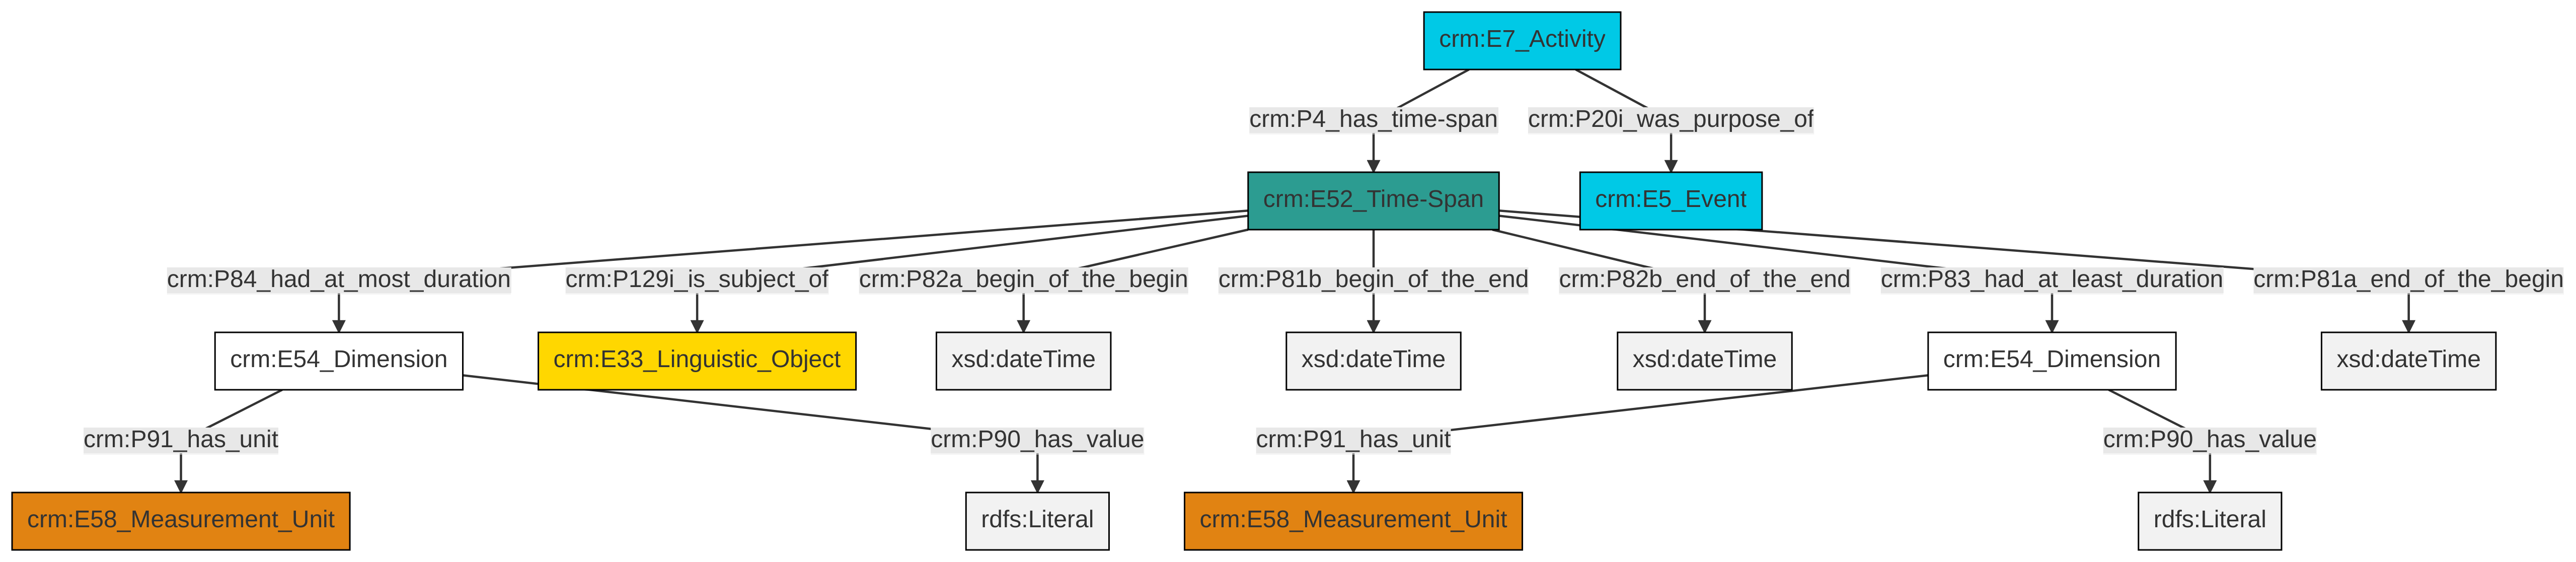 crm:E7_Activity
crm:P4_has_time-span
crm:P20i_was_purpose_of
crm:E52_Time-Span
crm:E5_Event
crm:P84_had_at_most_duration
crm:P129i_is_subject_of
crm:P82a_begin_of_the_begin
crm:P81b_begin_of_the_end
crm:P82b_end_of_the_end
crm:P83_had_at_least_duration
crm:P81a_end_of_the_begin
crm:E54_Dimension
crm:E33_Linguistic_Object
xsd:dateTime
xsd:dateTime
xsd:dateTime
crm:E54_Dimension
xsd:dateTime
crm:P91_has_unit
crm:P90_has_value
crm:P91_has_unit
crm:P90_has_value
crm:E58_Measurement_Unit
rdfs:Literal
crm:E58_Measurement_Unit
rdfs:Literal